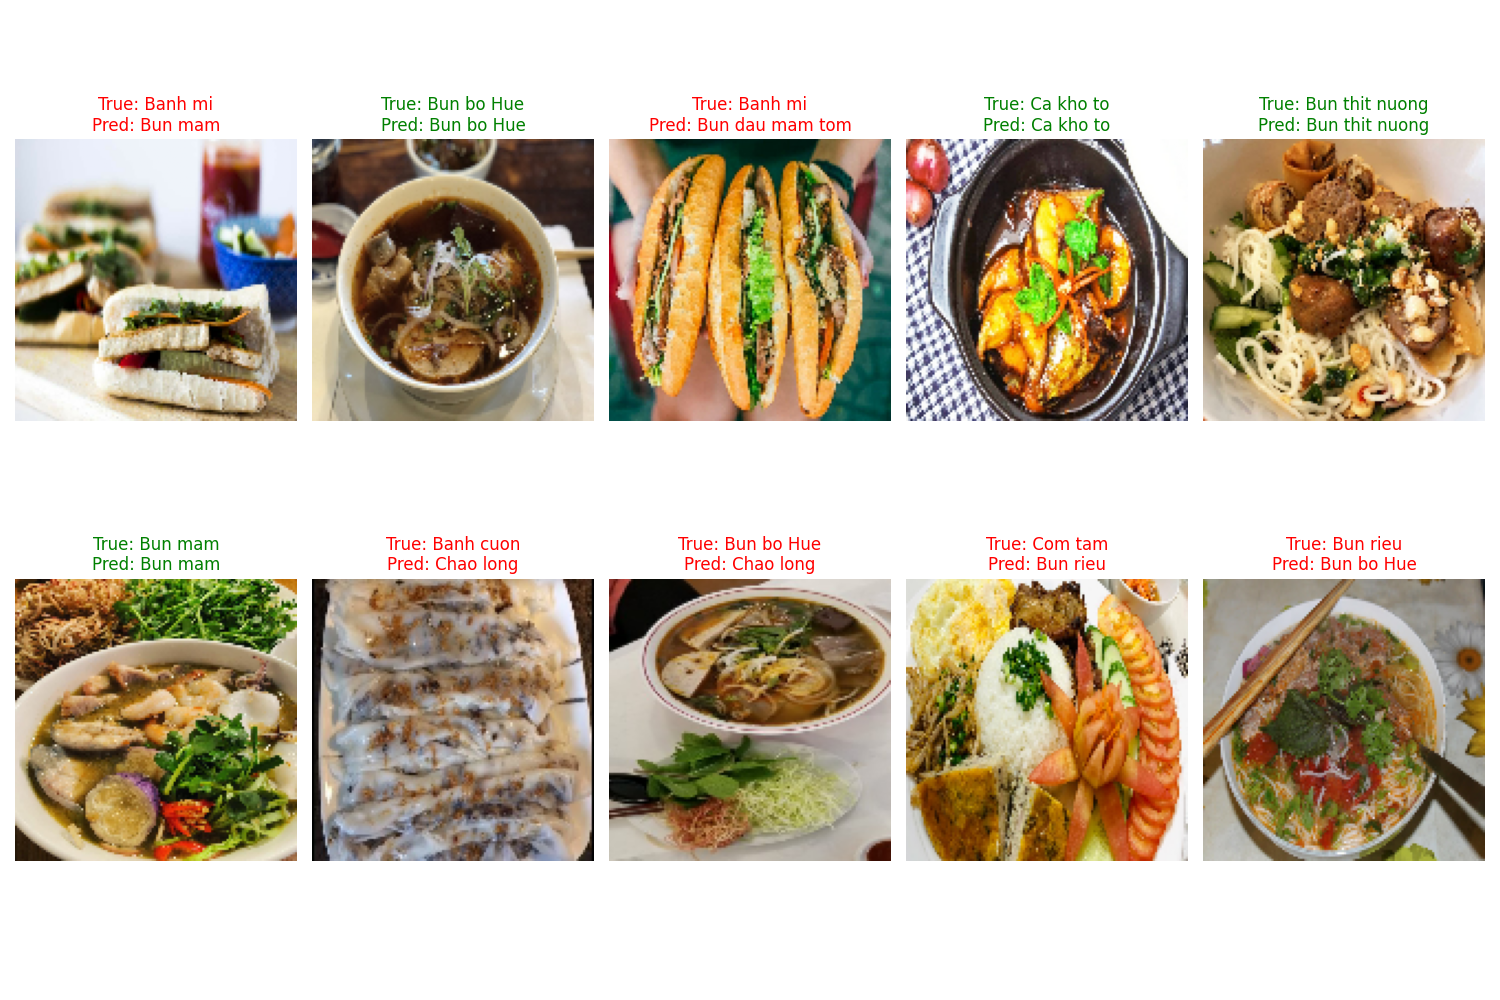 True: Banh mi
Pred: Bun mam
True: Bun bo Hue
Pred: Bun bo Hue
True: Banh mi
Pred: Bun dau mam tom
True: Ca kho to
Pred: Ca kho to
True: Bun thit nuong
Pred: Bun thit nuong
True: Bun mam
Pred: Bun mam
True: Banh cuon
Pred: Chao long
True: Bun bo Hue
Pred: Chao long
True: Com tam
Pred: Bun rieu
True: Bun rieu
Pred: Bun bo Hue